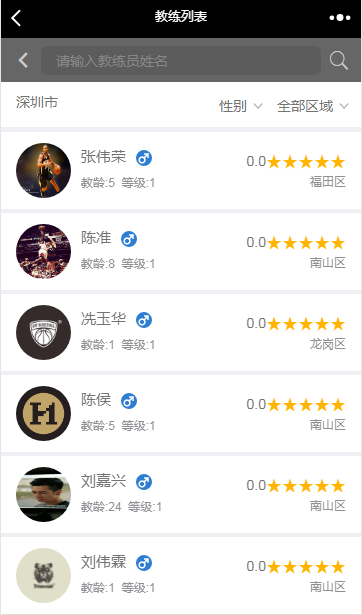 教练列表
请输入教练员姓名
深圳市 性别 全部区域
张伟荣 0.0
教龄:5 等级:1 福田区
陈准 0.0
教龄:8 等级:1 南山区
冼玉华 0.0
教龄:1 等级:1 龙岗区
陈侯 0.0
教龄:5 等级:1 南山区
刘嘉兴 0.0
教龄:24 等级:1 南山区
刘伟霖 0.0
教龄:1 等级:1 南山区